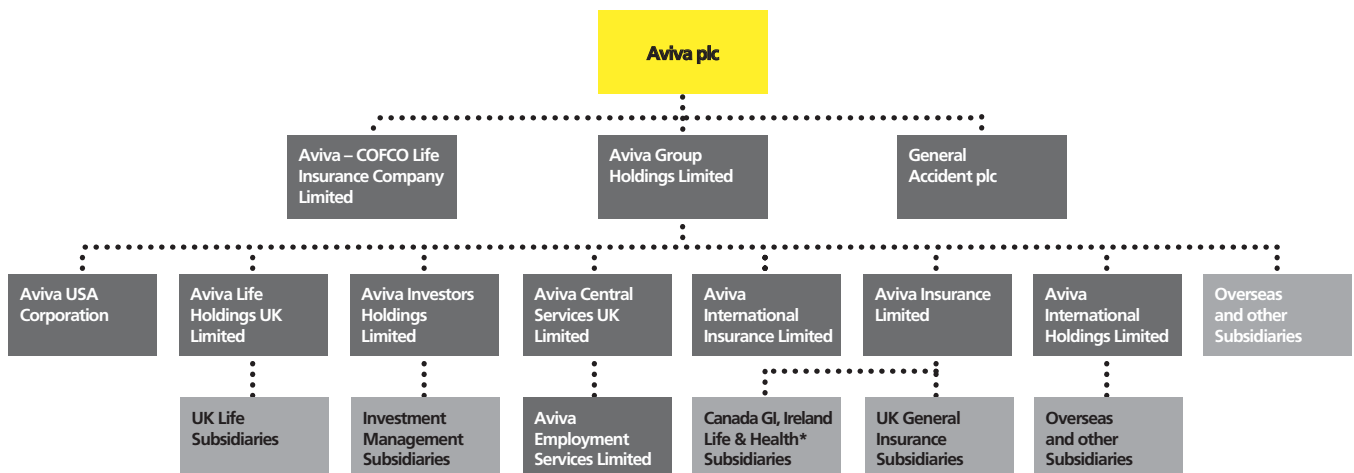 Aviva plc
Aviva – COFCO Life
Insurance Company
Limited
Aviva Group
Holdings Limited
General
Accident plc
Aviva USA
Corporation
Aviva Life
Holdings UK
Limited
Aviva Investors
Holdings
Limited
Aviva Central
Services UK
Limited
Aviva
International
Insurance Limited
Aviva Insurance
Limited
Aviva
International
Holdings Limited
Overseas
and other
Subsidiaries
UK Life
Subsidiaries
Investment
Management
Subsidiaries
Aviva
Employment
Services Limited
Canada GI, Ireland
Life & Health*
Subsidiaries
UK General
Insurance
Subsidiaries
Overseas
and other
Subsidiaries